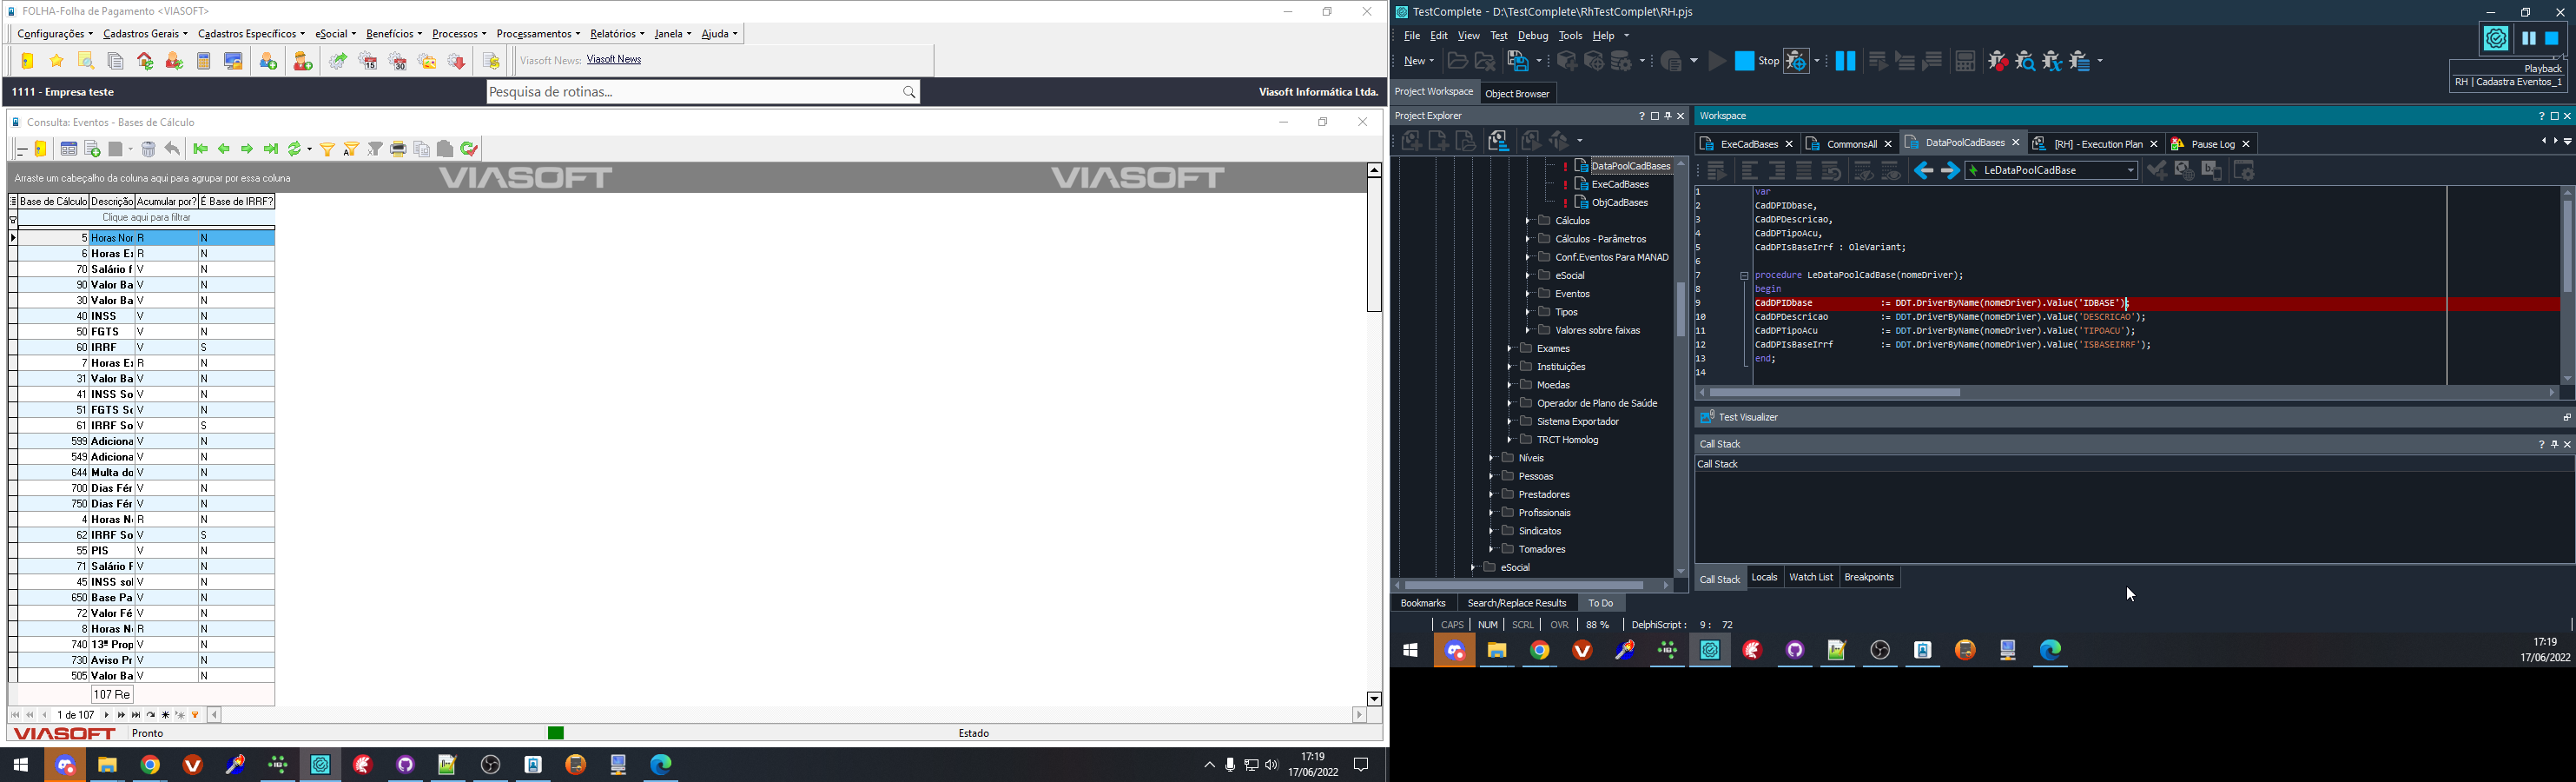 FOLHA-Folha de Pagamento <VIASOFT>
Configurações Cadastros Gerais Cadastros Específicos eSocial Benefícios Processos Processamentos Relatórios Janela Ajuda
15 30 Viasoft News: Viasoft News
1111 - Empresa teste Pesquisa de rotinas... Viasoft Informática Ltda.
Consulta: Eventos - Bases de Cálculo
Arraste um cabeçalho da coluna aqui para agrupar por essa coluna VIASOFT VIASOFT
Base de Cálculo Descrição Acumular por? É Base de IRRF?
Clique aqui para filtrar
5 Horas Nor R N
6 Horas E R N
70 Salário f V N
90 Valor Ba V N
30 Valor Ba V N
40 INSS V N
50 FGTS V N
60 IRRF V S
7 Horas E R N
31 Valor Ba V N
41 INSS So V N
51 FGTS So V N
61 IRRF So V S
599 Adiciona V N
549 Adiciona V N
644 Multa do V N
700 Dias Fér V N
750 Dias Fér V N
4 Horas N R N
62 IRRF So V S
55 PIS V N
71 Salário F V N
45 INSS sol V N
650 Base Pa V N
72 Valor Fé V N
8 Horas N R N
740 13º Prop V N
730 Aviso Pr V N
505 Valor Ba V N
107 Re
1 de 107
VIASOFT Pronto Estado
17:19
17/06/2022
TestComplete - D:\TestComplete\RhTestComplet\RH.pjs
File Edit View Test Debug Tools Help
New Stop
Playback
RH | Cadastra Eventos_1
Project Workspace Object Browser
Project Explorer
DataPoolCadBases
ExeCadBases
ObjCadBases
Cálculos
Cálculos - Parâmetros
Conf.Eventos Para MANAD
eSocial
Eventos
Tipos
Valores sobre faixas
Exames
Instituições
Moedas
Operador de Plano de Saúde
Sistema Exportador
TRCT Homolog
Níveis
Pessoas
Prestadores
Profissionais
Sindicatos
Tomadores
eSocial
Bookmarks Search/Replace Results To Do
Workspace
ExeCadBases CommonsAll DataPoolCadBases [RH] - Execution Plan Pause Log
LeDataPoolCadBase
1 var
2 CadDPIDbase,
3 CadDPDescricao,
4 CadDPTipoAcu,
5 CadDPIsBaseIrrf : OleVariant;
6
7 procedure LeDataPoolCadBase(nomeDriver);
8 begin
9 CadDPIDbase := DDT.DriverByName(nomeDriver).Value('IDBASE');
10 CadDPDescricao := DDT.DriverByName(nomeDriver).Value('DESCRICAO');
11 CadDPTipoAcu := DDT.DriverByName(nomeDriver).Value('TIPOACU');
12 CadDPIsBaseIrrf := DDT.DriverByName(nomeDriver).Value('ISBASEIRRF');
13 end;
14
Test Visualizer
Call Stack
Call Stack
Call Stack Locals Watch List Breakpoints
CAPS NUM SCRL OVR 88 % DelphiScript : 9 : 72
17:19
17/06/2022